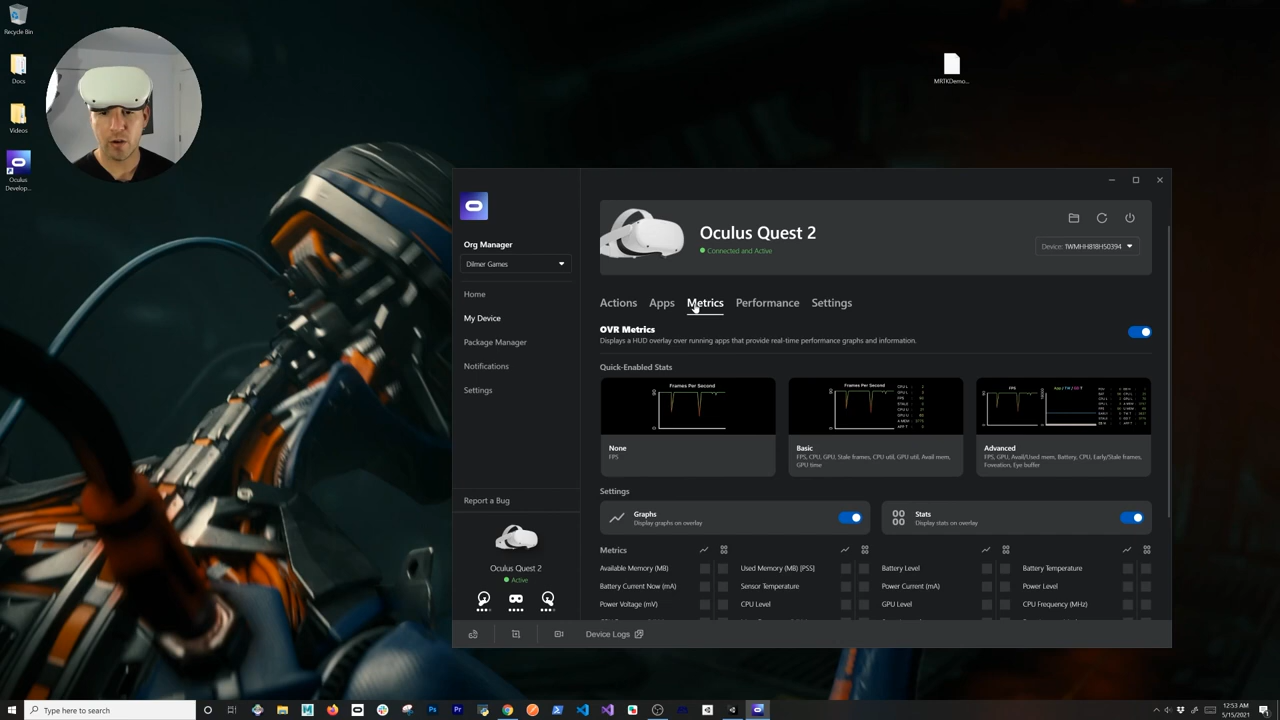 Recycle Bin
Docs
Videos
Oculus
Develop...
MRTKDemo...
Org Manager
Dilmer Games
Home
My Device
Package Manager
Notifications
Settings
Report a Bug
Oculus Quest 2
Active
Oculus Quest 2
Connected and Active
Device: 1WMHH818H50394
Actions
Apps
Metrics
Performance
Settings
OVR Metrics
Displays a HUD overlay over running apps that provide real-time performance graphs and information.
Quick-Enabled Stats
Frames Per Second
Frames Per Second
FPS
None
FPS
Basic
FPS, CPU, GPU, Stale frames, CPU util, GPU util, Avail mem,
GPU time
Advanced
FPS, GPU, Avail/Used mem, Battery, CPU, Early/Stale frames,
Foveation, Eye buffer
Settings
Graphs
Display graphs on overlay
Stats
Display stats on overlay
Metrics
Available Memory (MB)
Used Memory (MB) [PSS]
Battery Level
Battery Temperature
Battery Current Now (mA)
Sensor Temperature
Power Current (mA)
Power Level
Power Voltage (mV)
CPU Level
GPU Level
CPU Frequency (MHz)
Device Logs
Type here to search
12:53 AM
5/15/2021